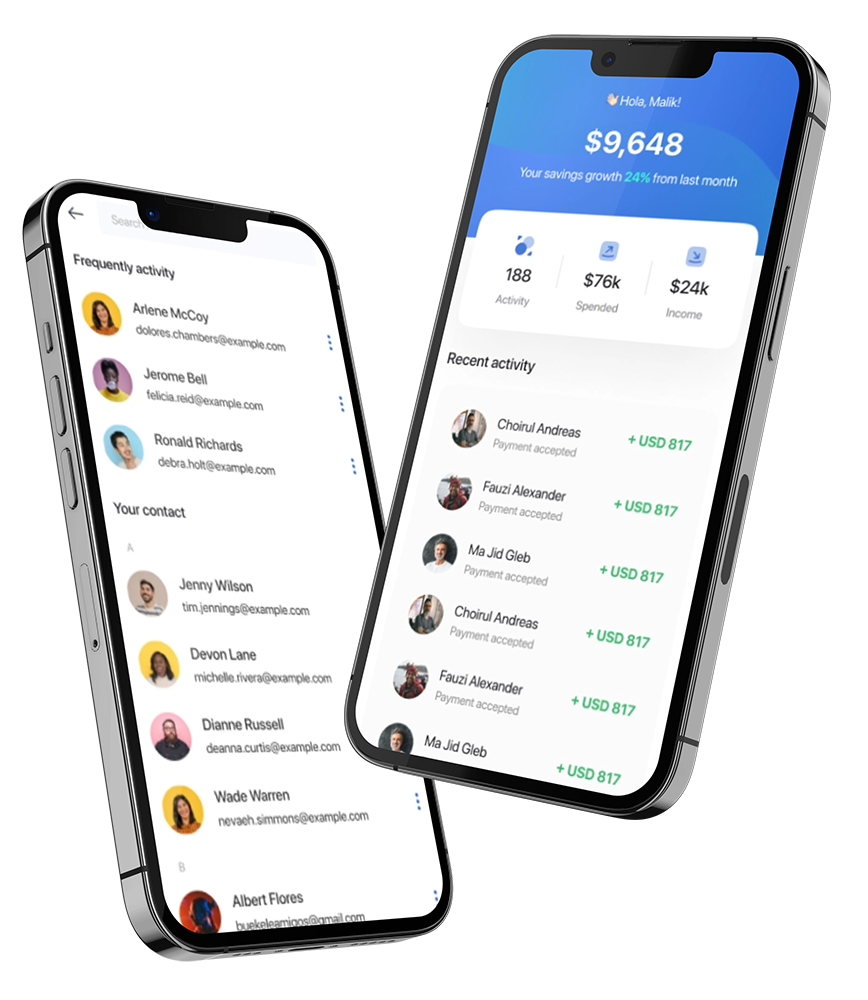 Search
Frequently activity
Arlene McCoy
dolores.chambers@example.com
Jerome Bell
felicia.reid@example.com
Ronald Richards
debra.holt@example.com
Your contact
A
Jenny Wilson
tim.jennings@example.com
Devon Lane
michelle.rivera@example.com
Dianne Russell
deanna.curtis@example.com
Wade Warren
nevaeh.simmons@example.com
B
Albert Flores
buekeleamigos@gmail.com
👋🏻 Hola, Malik!
$9,648
Your savings growth 24% from last month
188
Activity
$76k
Spended
$24k
Income
Recent activity
Choirul Andreas
Payment accepted
+ USD 817
Fauzi Alexander
Payment accepted
+ USD 817
Ma Jid Gleb
Payment accepted
+ USD 817
Choirul Andreas
Payment accepted
+ USD 817
Fauzi Alexander
Payment accepted
+ USD 817
Ma Jid Gleb
+ USD 817